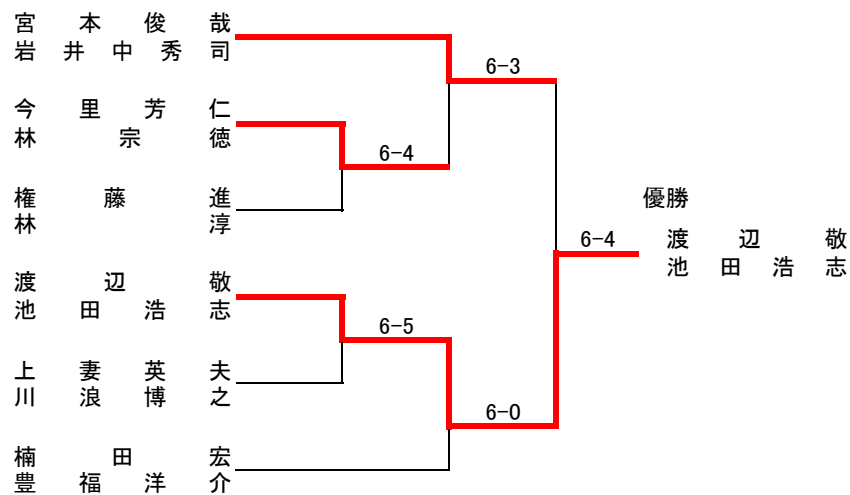 宮本俊哉
岩井中秀司
6-3
今里芳仁
林宗徳
6-4
権藤進
林淳
優勝
6-4
渡辺敬
池田浩志
渡辺敬
池田浩志
6-5
上妻英夫
川浪博之
6-0
楠田宏
豊福洋介